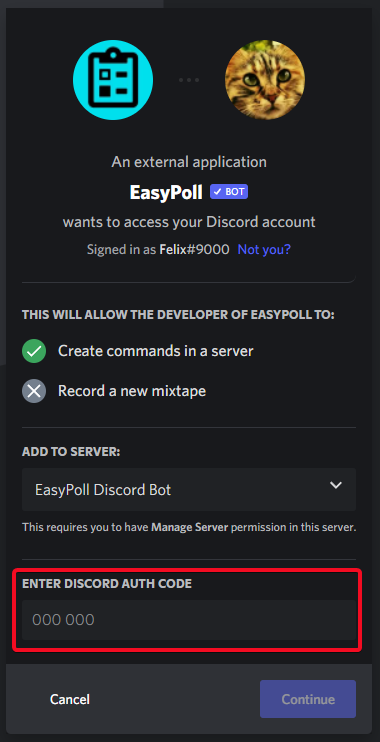 An external application
EasyPoll ✓ BOT
wants to access your Discord account
Signed in as Felix#9000 Not you?
THIS WILL ALLOW THE DEVELOPER OF EASYPOLL TO:
Create commands in a server
Record a new mixtape
ADD TO SERVER:
EasyPoll Discord Bot
This requires you to have Manage Server permission in this server.
ENTER DISCORD AUTH CODE
000 000
Cancel
Continue